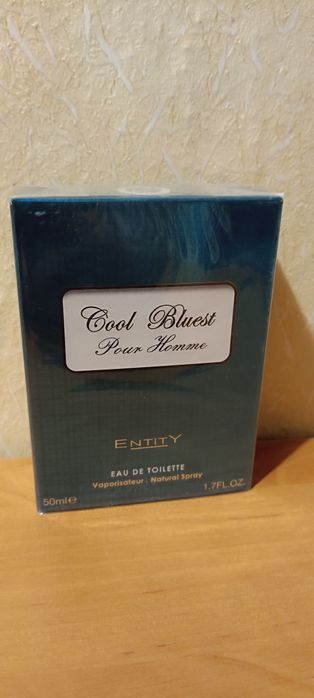 Cool Bluest
Pour Homme
ENTITY
EAU DE TOILETTE
Vaporisateur . Natural Spray
50ml℮ 1.7FL.OZ.